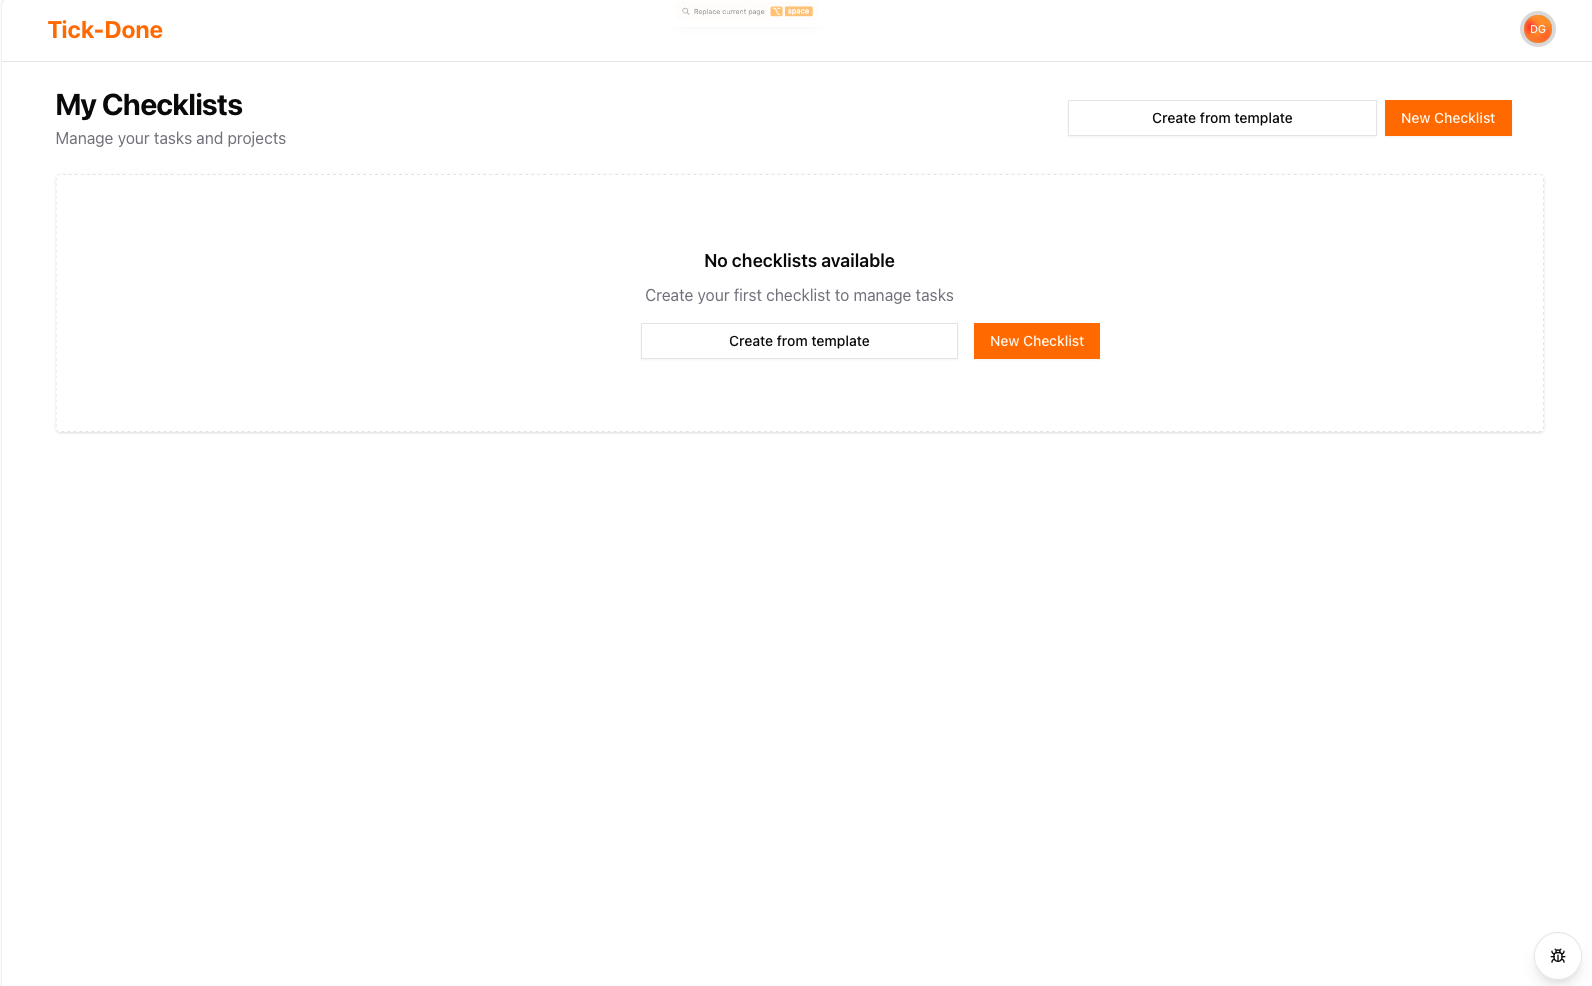 Replace current page space
Tick-Done
DG
My Checklists
Manage your tasks and projects
Create from template
New Checklist
No checklists available
Create your first checklist to manage tasks
Create from template
New Checklist